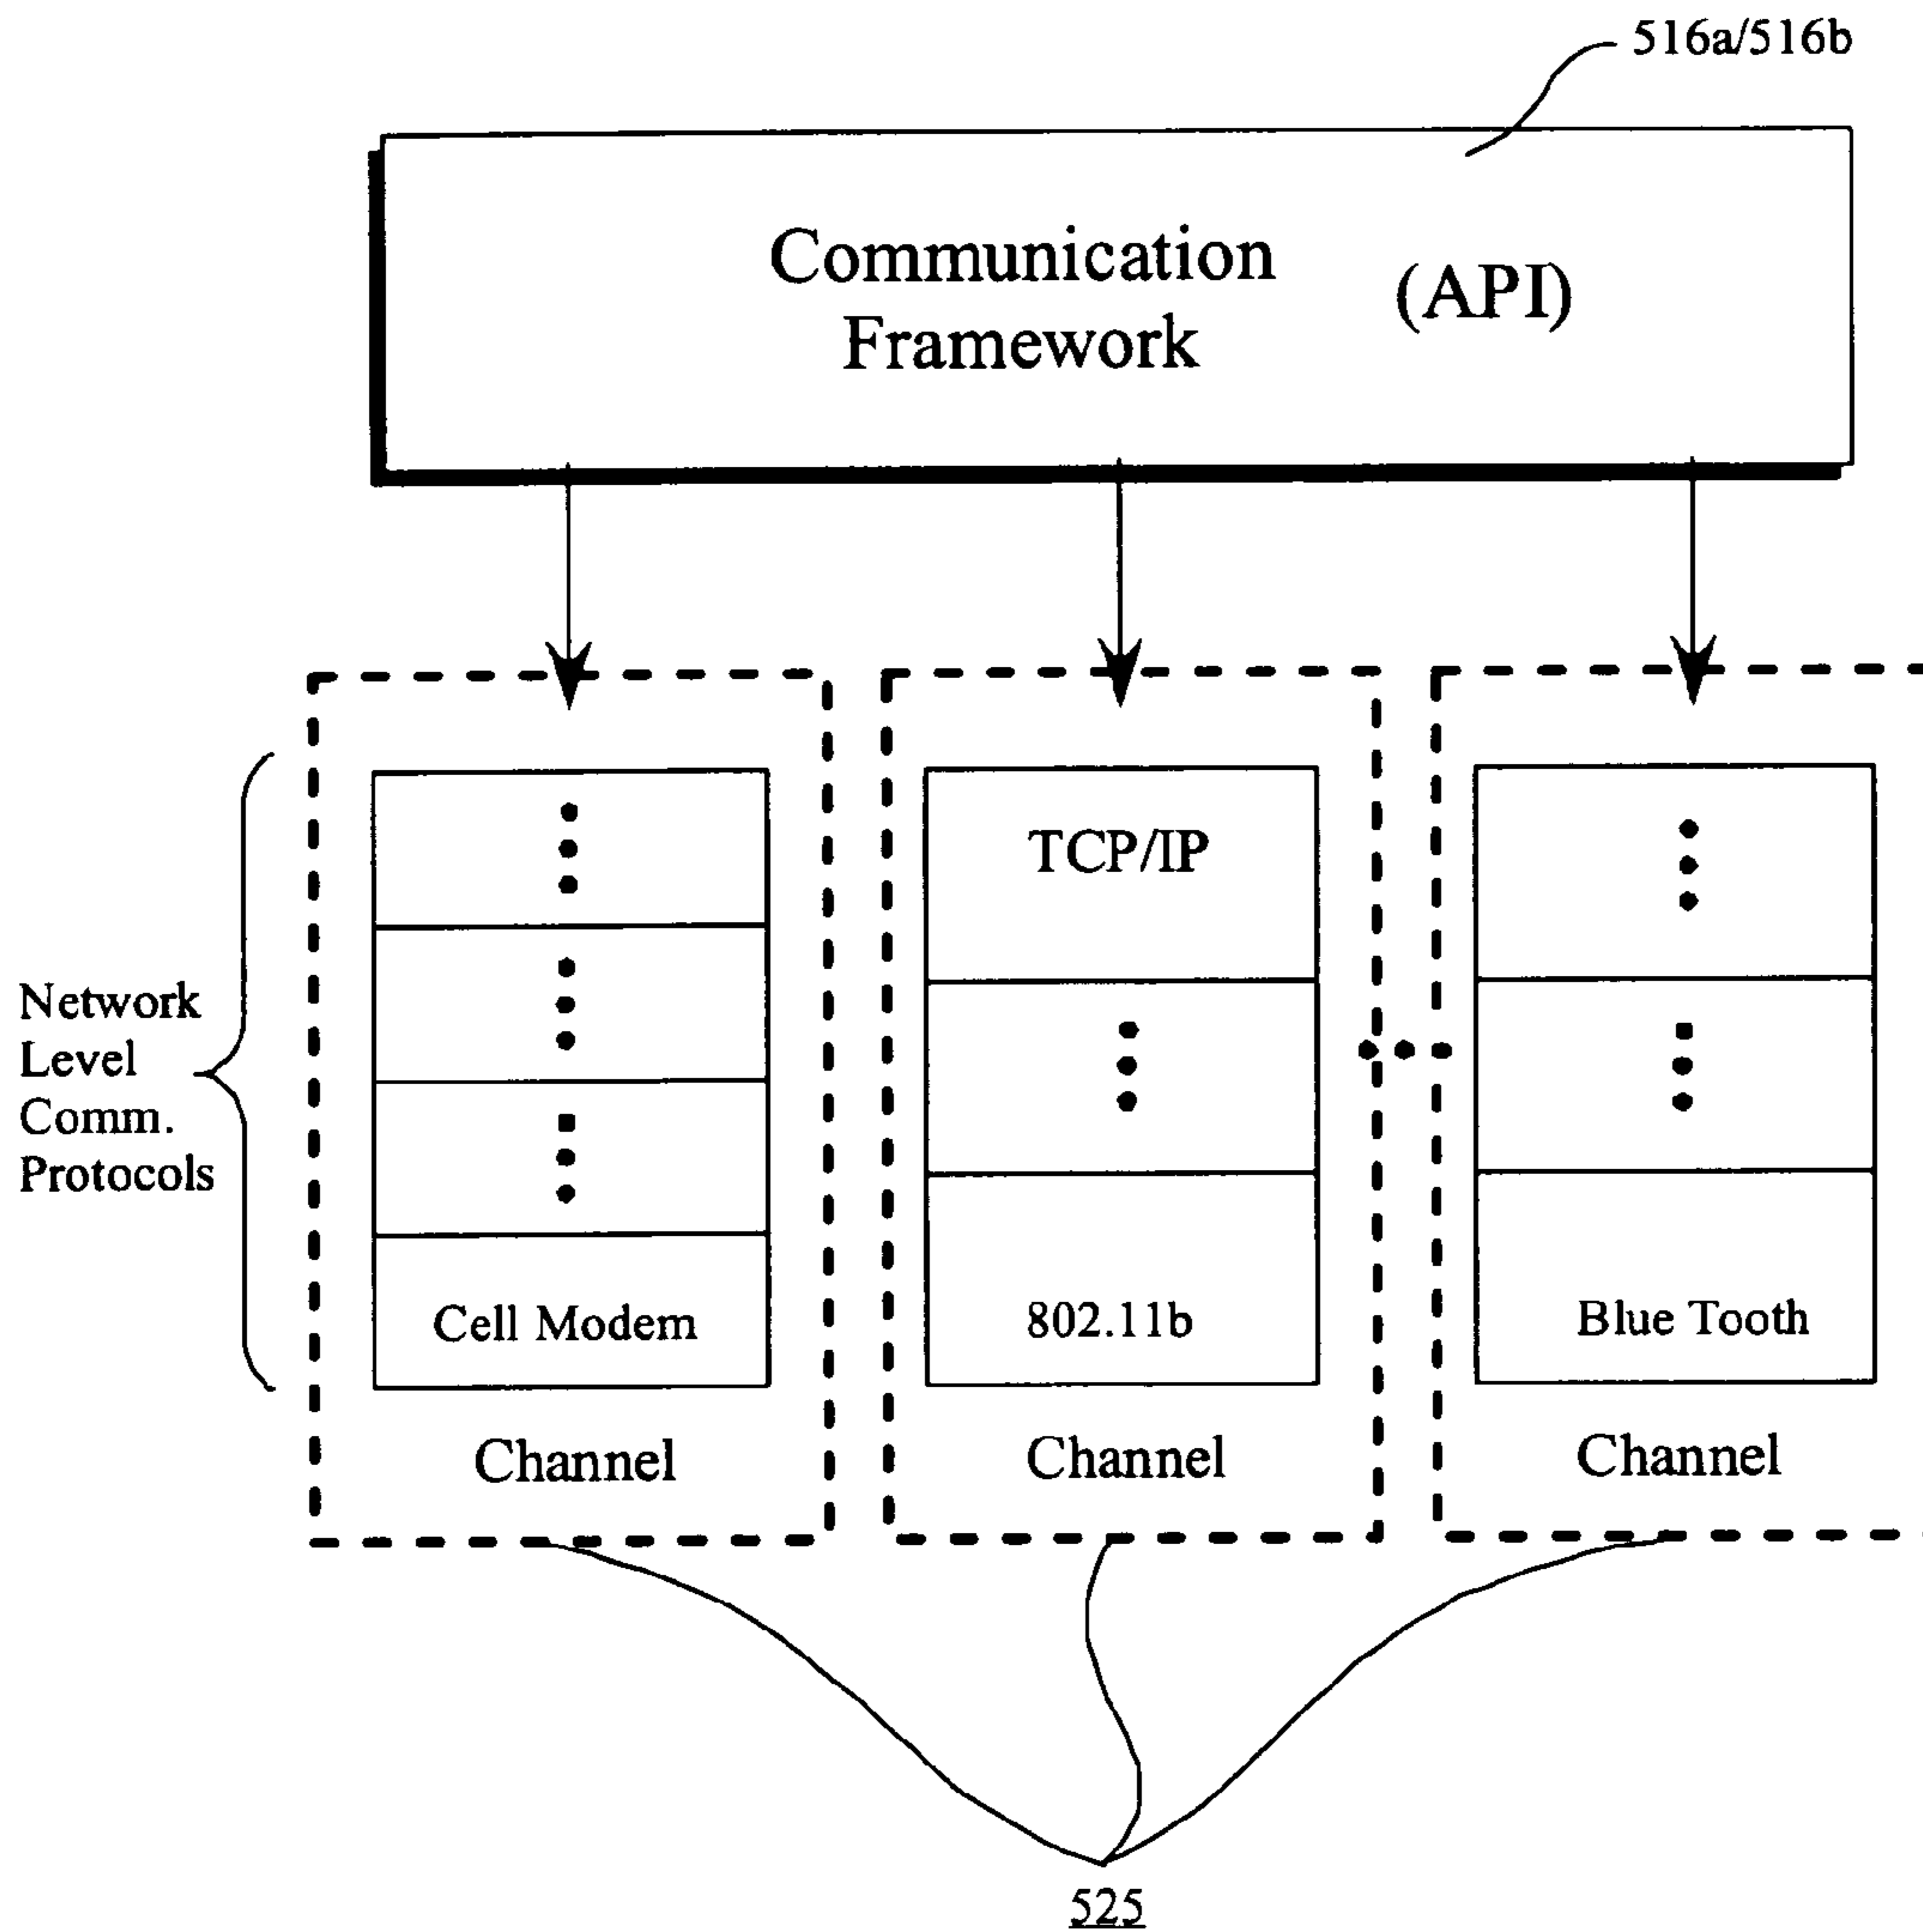 516a/516b
Communication
Framework
(API)
TCP/IP
Network
Level
Comm.
Protocols
Cell Modem
802.11b
Blue Tooth
Channel
Channel
Channel
525